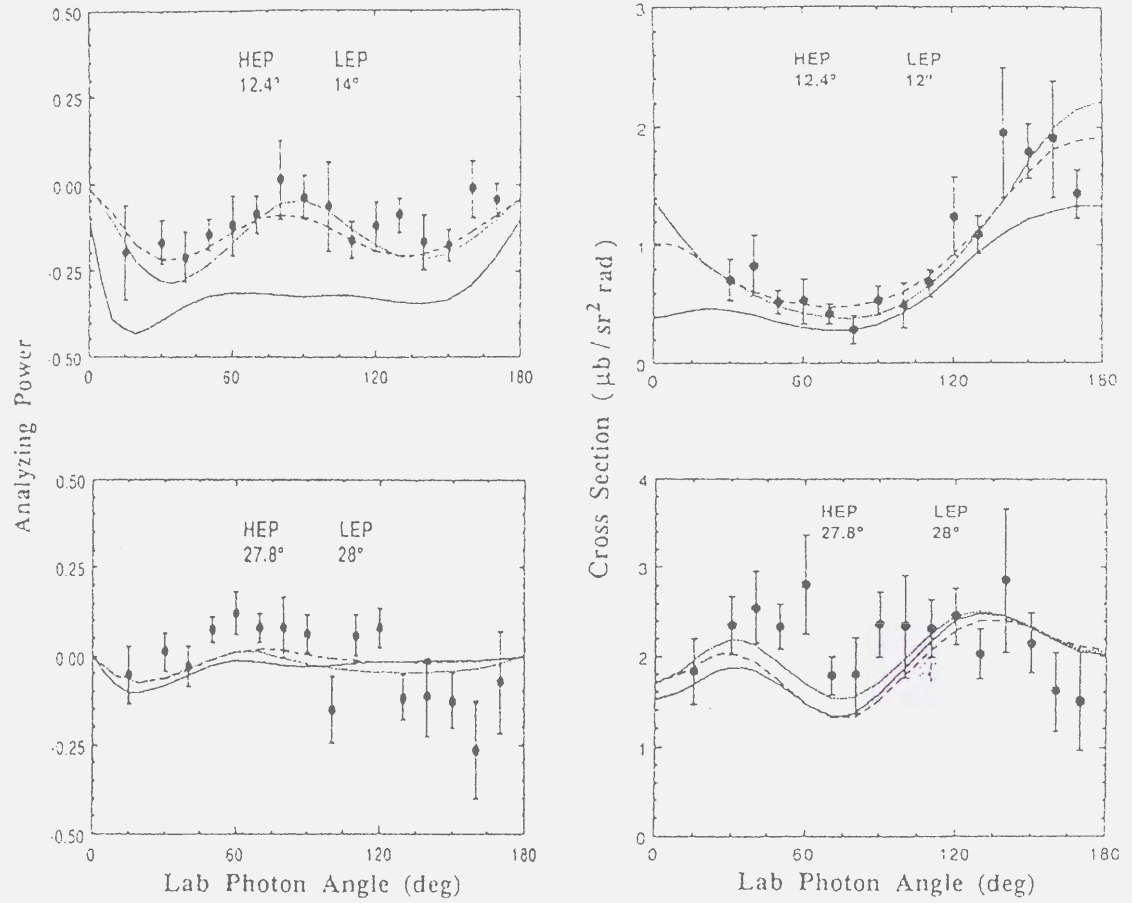 0.50
HEP LEP
12.4° 14°
0.25
0.00
-0.25
-0.50
0 60 120 180
3
HEP LEP
12.4° 12°
2
1
0
0 60 120 180
Analyzing Power
Cross Section (μb / sr² rad)
0.50
HEP LEP
27.8° 28°
0.25
0.00
-0.25
-0.50
0 60 120 180
Lab Photon Angle (deg)
4
HEP LEP
27.8° 28°
3
2
1
0
0 60 120 180
Lab Photon Angle (deg)